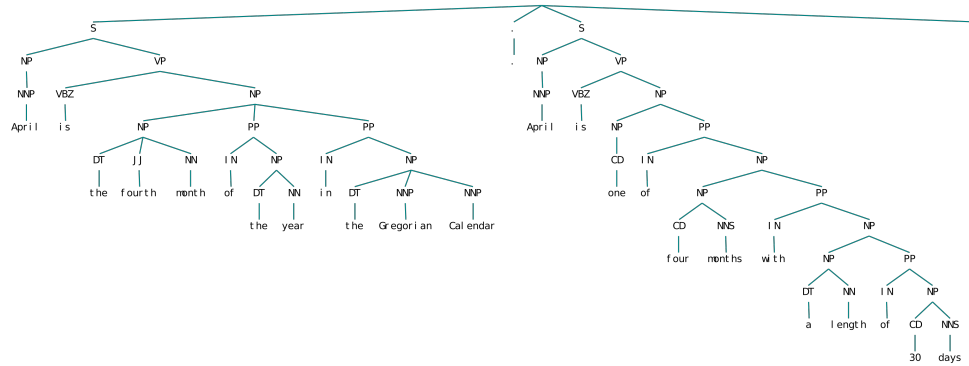 S . S
NP VP . NP VP
NNP VBZ NP NNP VBZ NP
April is NP PP PP April is NP PP
DT JJ NN IN NP IN NP CD IN NP
the fourth month of DT NN in DT NNP NNP one of NP PP
the year the Gregorian Calendar CD NNS IN NP
four months with NP PP
DT NN IN NP
a length of CD NNS
30 days